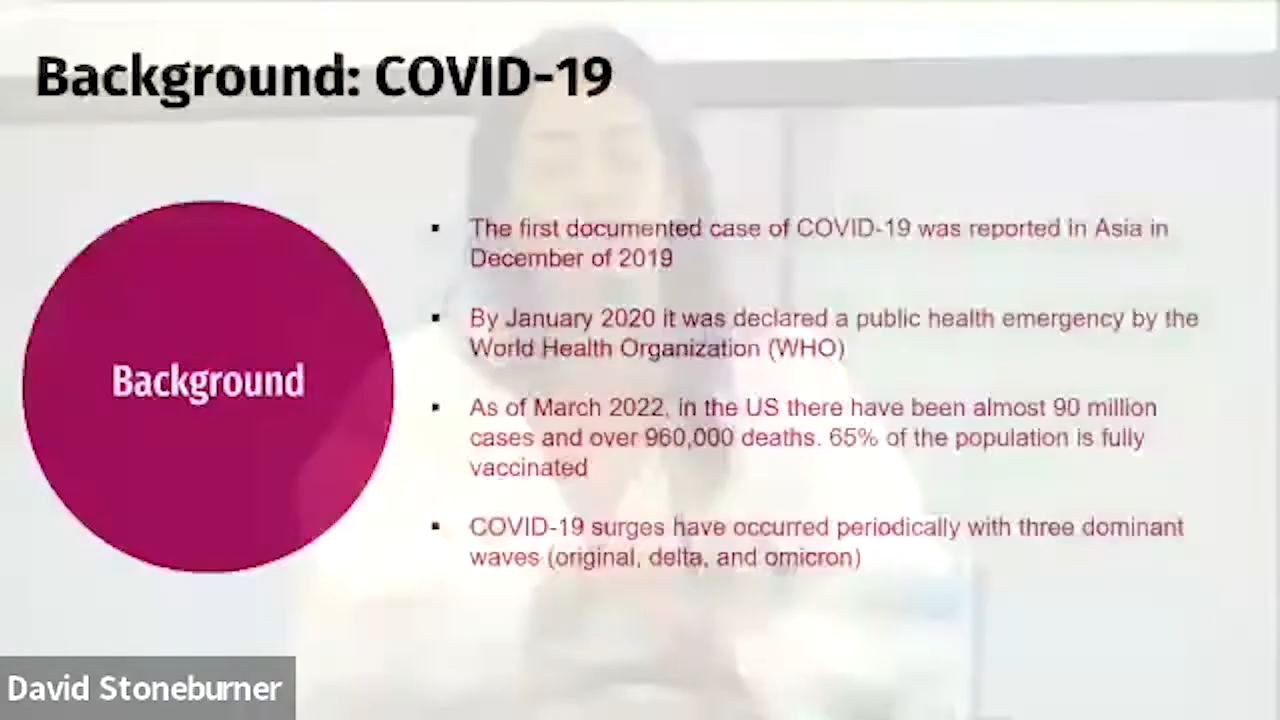 Background: COVID-19
Background
▪ The first documented case of COVID-19 was reported in Asia in
December of 2019
▪ By January 2020 it was declared a public health emergency by the
World Health Organization (WHO)
▪ As of March 2022, in the US there have been almost 90 million
cases and over 960,000 deaths. 65% of the population is fully
vaccinated
▪ COVID-19 surges have occurred periodically with three dominant
waves (original, delta, and omicron)
David Stoneburner